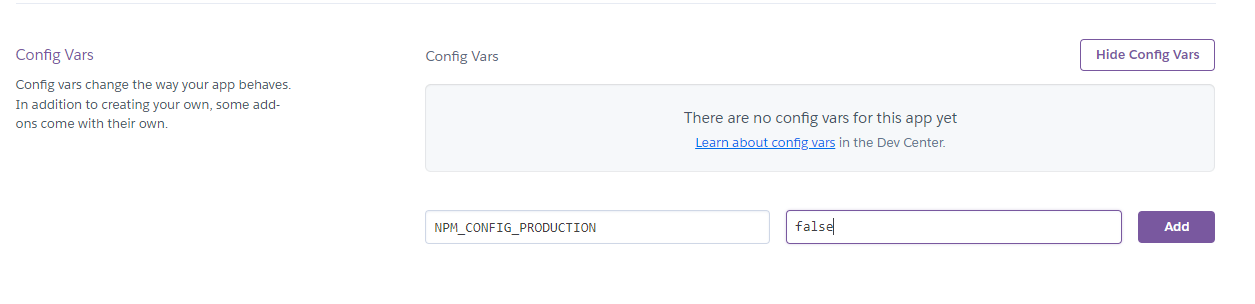 Config Vars
Config vars change the way your app behaves.
In addition to creating your own, some add-
ons come with their own.
Config Vars
Hide Config Vars
There are no config vars for this app yet
Learn about config vars in the Dev Center.
NPM_CONFIG_PRODUCTION
false
Add